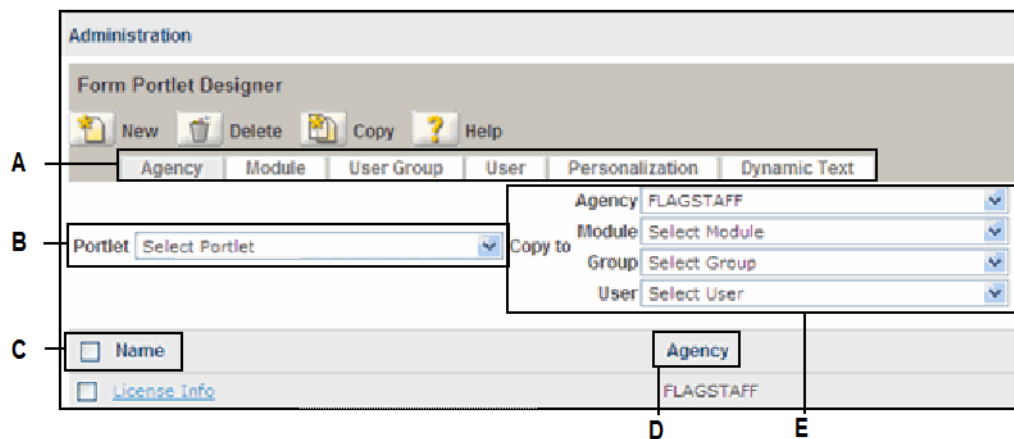 Administration
Form Portlet Designer
New Delete Copy Help
A
Agency Module User Group User Personalization Dynamic Text
B
Portlet Select Portlet
Copy to
Agency FLAGSTAFF
Module Select Module
Group Select Group
User Select User
C
Name Agency
License Info FLAGSTAFF
D E